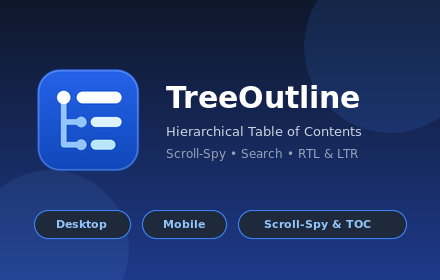 TreeOutline
Hierarchical Table of Contents
Scroll-Spy • Search • RTL & LTR
Desktop
Mobile
Scroll-Spy & TOC